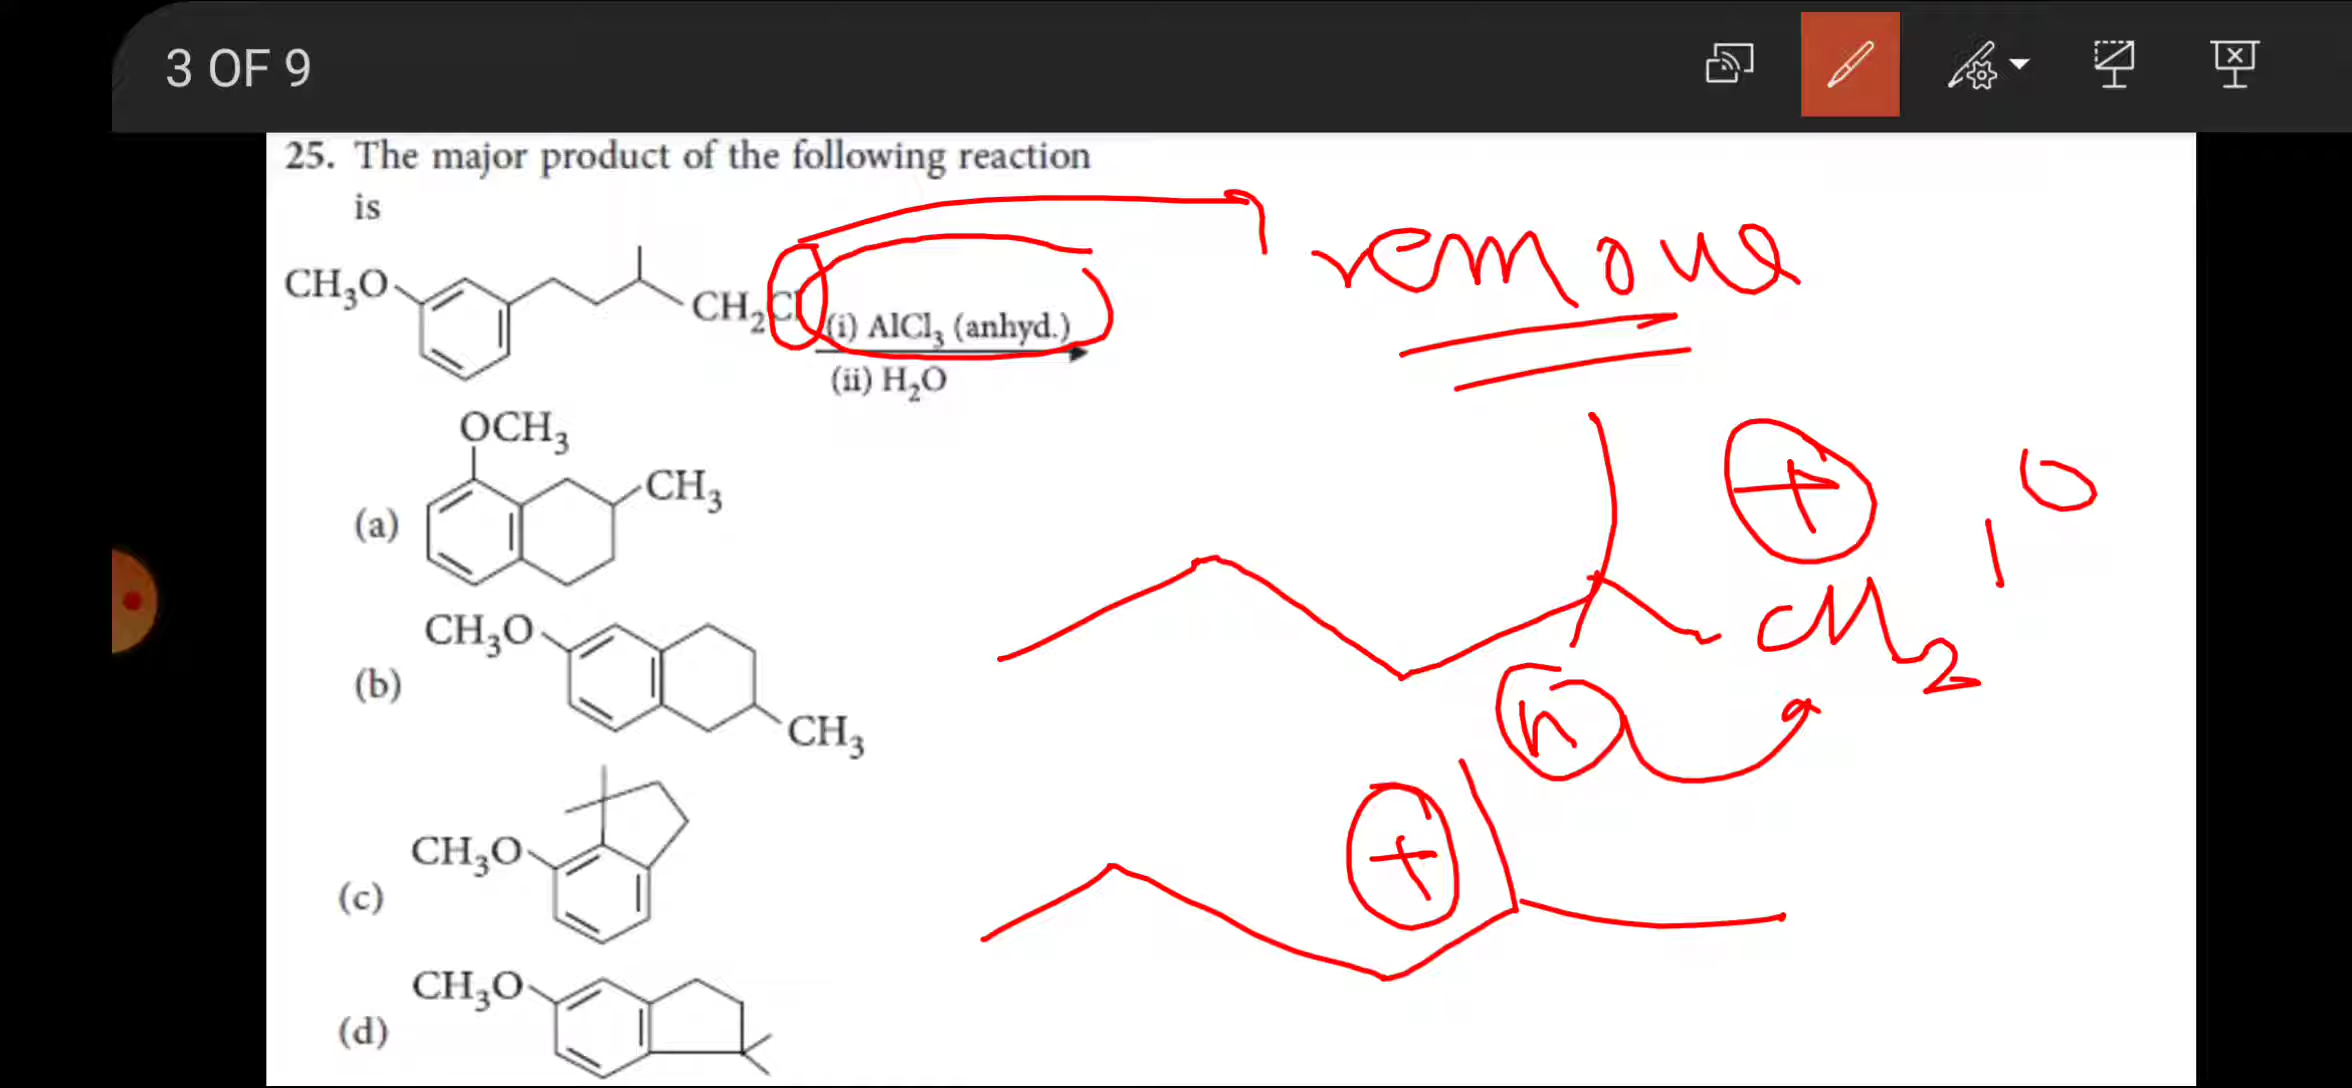 3 OF 9
25. The major product of the following reaction
is
CH₃O
CH₂Cl
(i) AlCl₃ (anhyd.)
(ii) H₂O
remove
(a)
OCH₃
CH₃
(b)
CH₃O
CH₃
(c)
CH₃O
(d)
CH₃O
+
1°
CH₂
H
+